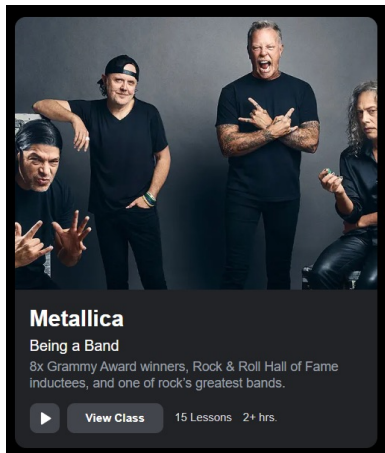 Metallica
Being a Band
8x Grammy Award winners, Rock & Roll Hall of Fame
inductees, and one of rock's greatest bands.
View Class 15 Lessons 2+ hrs.